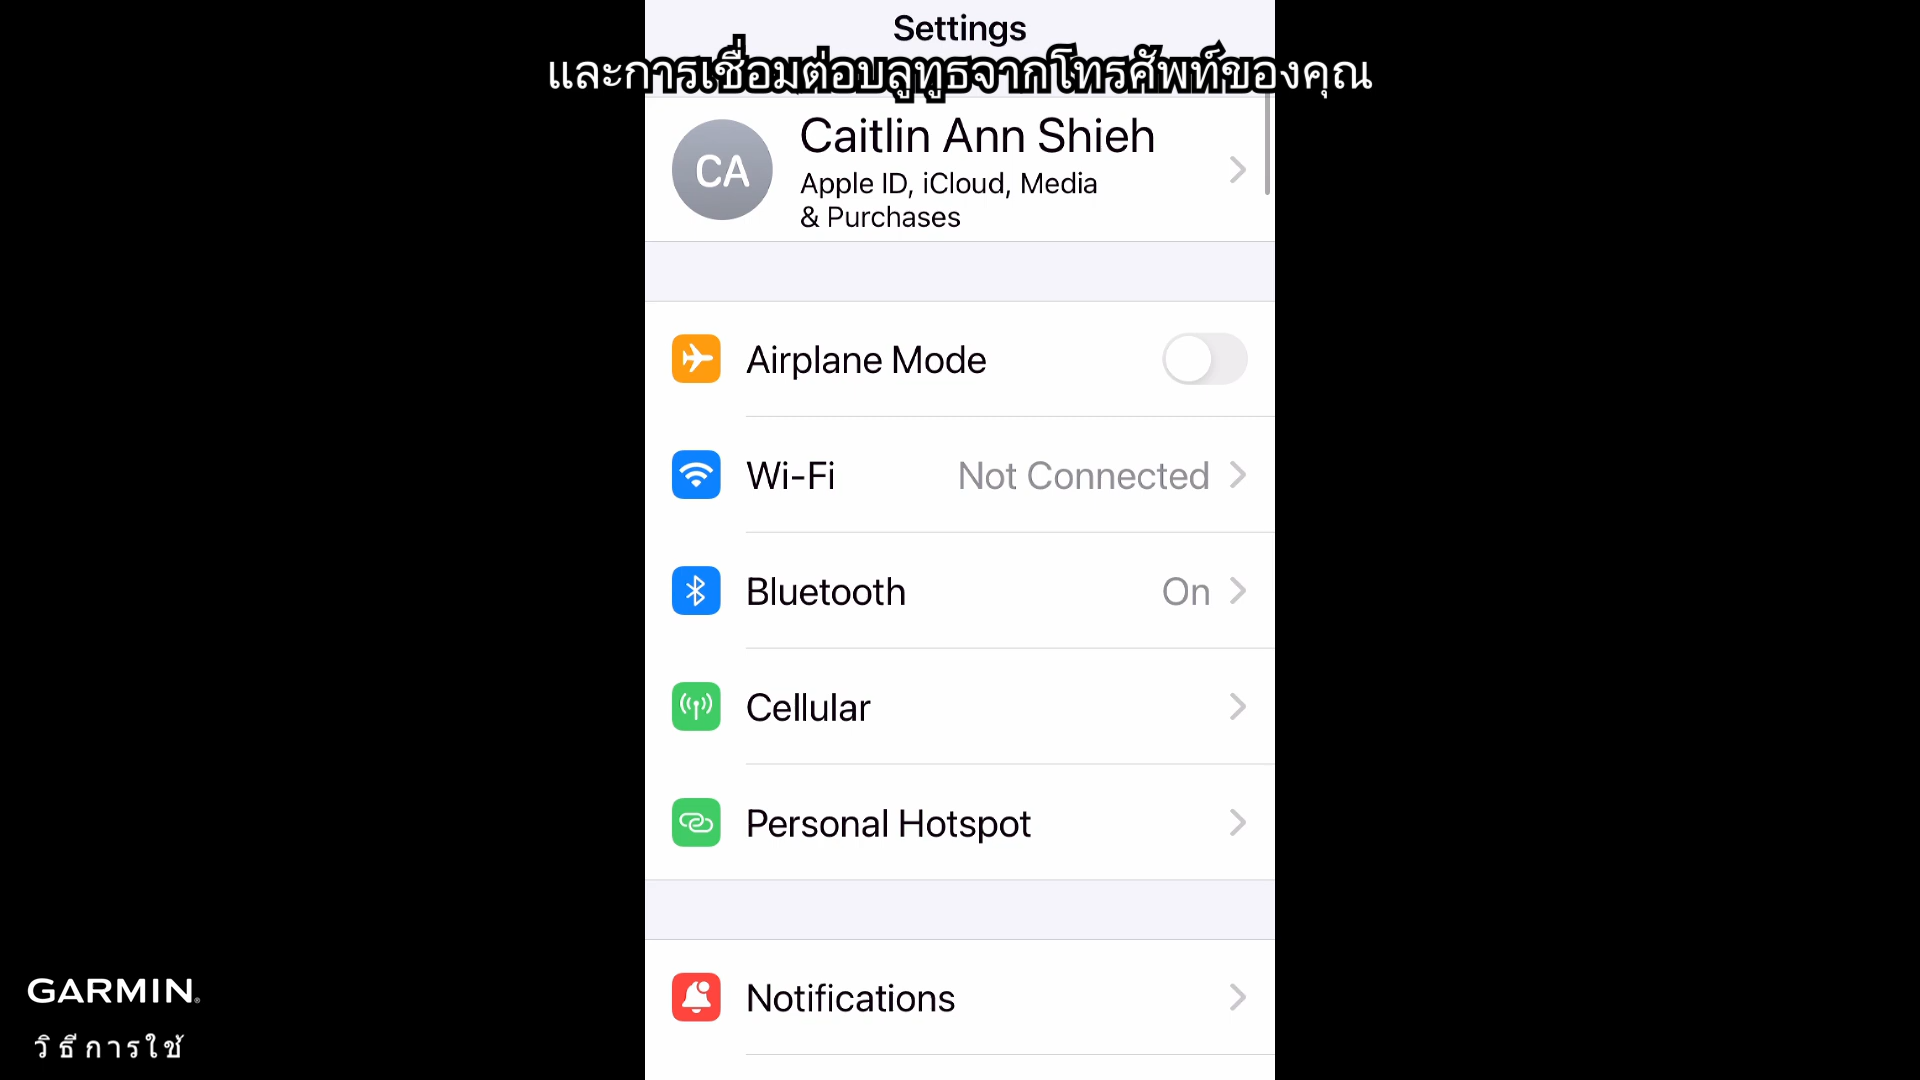 Settings
และการเชื่อมต่อบลูทูธจากโทรศัพท์ของคุณ
CA
Caitlin Ann Shieh
Apple ID, iCloud, Media
& Purchases
Airplane Mode
Wi-Fi Not Connected
Bluetooth On
Cellular
Personal Hotspot
Notifications
GARMIN®
วิธีการใช้